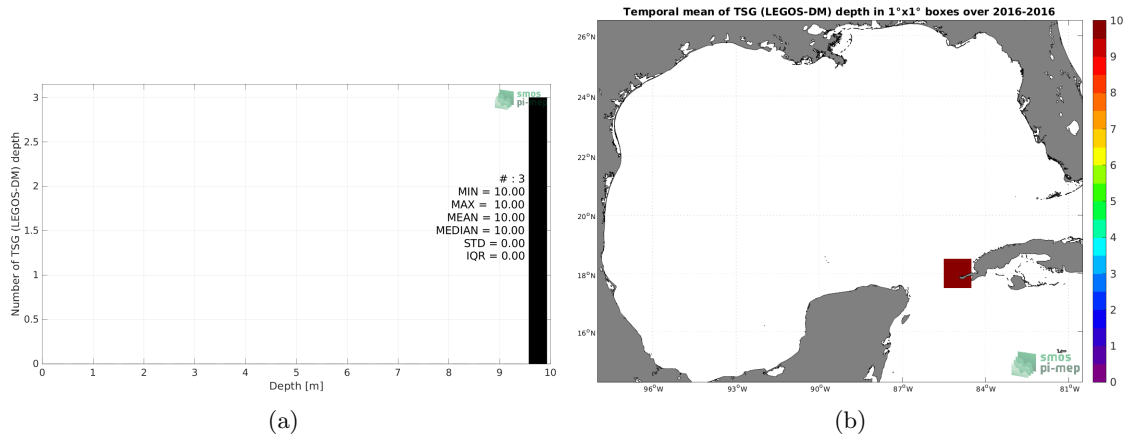 3
2.5
2
1.5
1
0.5
0
Number of TSG (LEGOS-DM) depth
smos
pi-mep
# : 3
MIN = 10.00
MAX = 10.00
MEAN = 10.00
MEDIAN = 10.00
STD = 0.00
IQR = 0.00
0 1 2 3 4 5 6 7 8 9 10
Depth [m]
(a)
Temporal mean of TSG (LEGOS-DM) depth in 1°x1° boxes over 2016-2016
26°N
24°N
22°N
20°N
18°N
16°N
96°W 93°W 90°W 87°W 84°W 81°W
smos
pi-mep
10
9
8
7
6
5
4
3
2
1
0
(b)